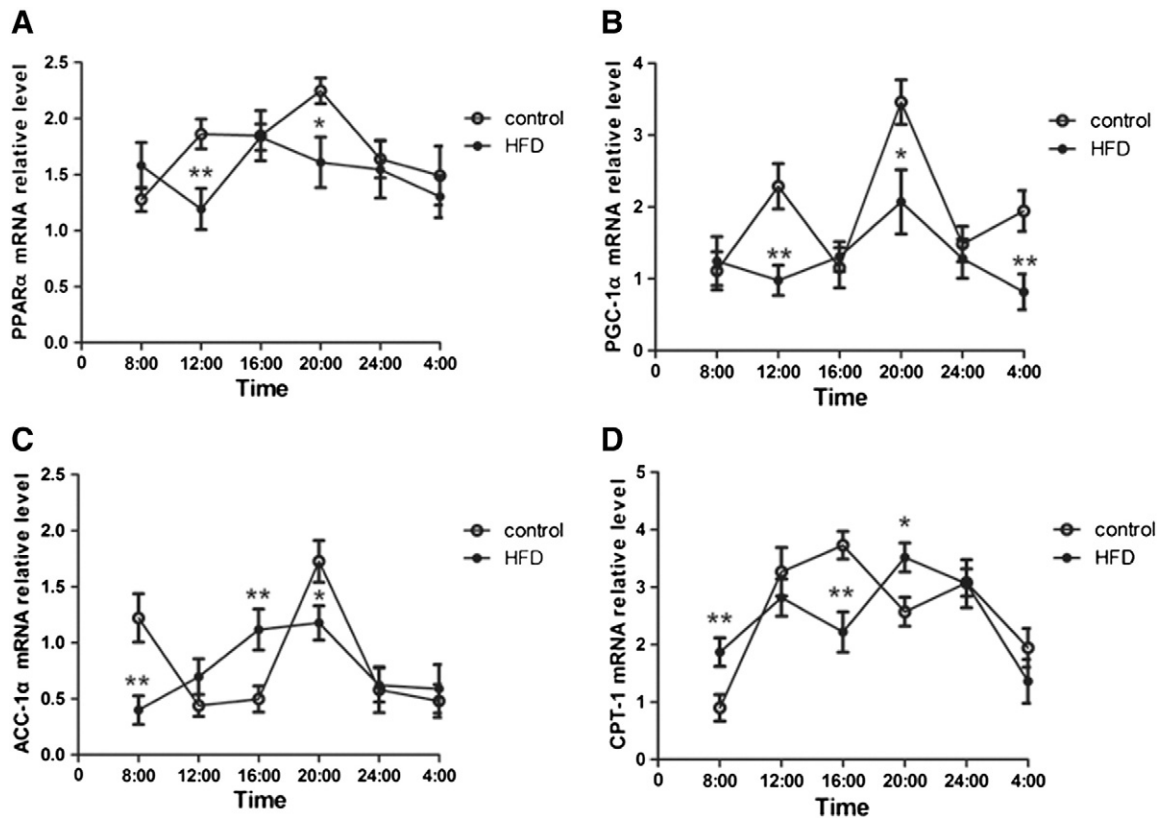 A
PPARα mRNA relative level
2.5
2.0
1.5
1.0
0.5
0.0
**
*
control
HFD
0 8:00 12:00 16:00 20:00 24:00 4:00
Time
B
PGC-1α mRNA relative level
4
3
2
1
0
**
*
**
control
HFD
0 8:00 12:00 16:00 20:00 24:00 4:00
Time
C
ACC-1α mRNA relative level
2.5
2.0
1.5
1.0
0.5
0.0
**
**
*
control
HFD
0 8:00 12:00 16:00 20:00 24:00 4:00
Time
D
CPT-1 mRNA relative level
5
4
3
2
1
0
**
**
*
control
HFD
0 8:00 12:00 16:00 20:00 24:00 4:00
Time